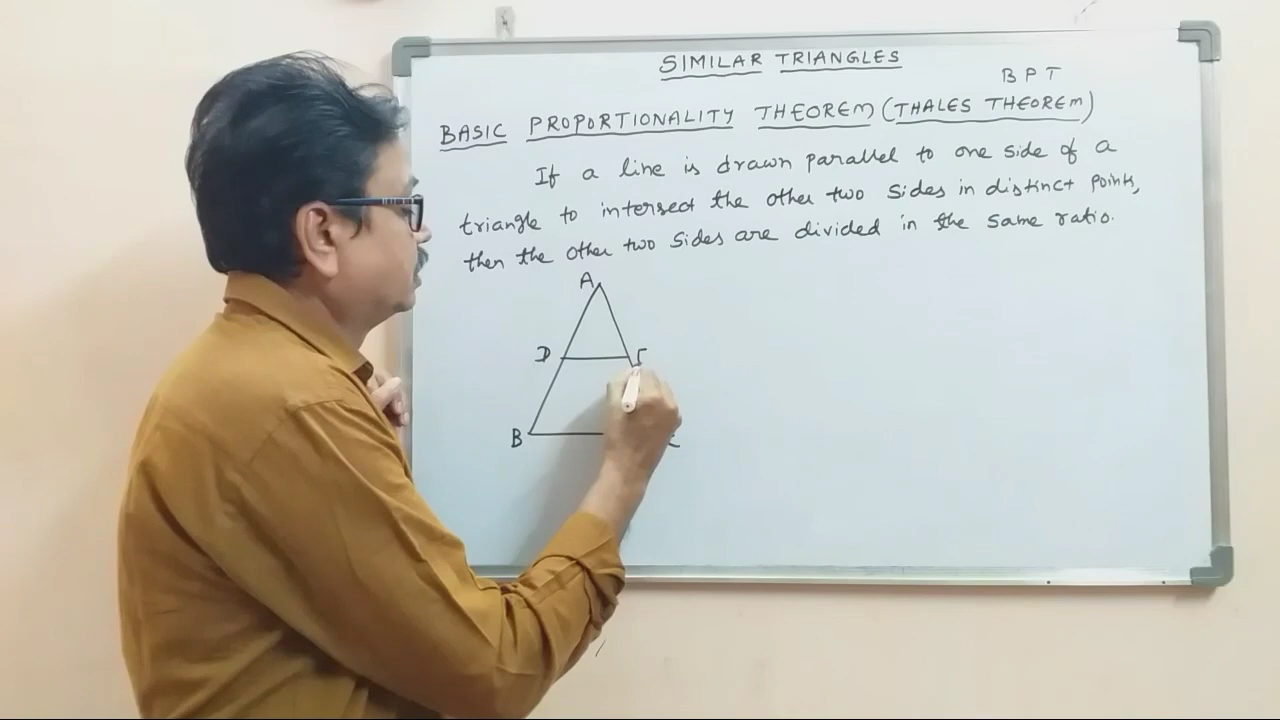 SIMILAR TRIANGLES
B P T
BASIC PROPORTIONALITY THEOREM (THALES THEOREM)
If a line is drawn parallel to one side of a
triangle to intersect the other two sides in distinct points,
then the other two sides are divided in the same ratio.
A
D
B